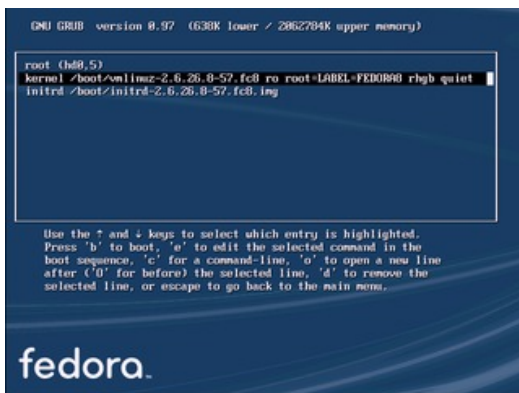 GNU GRUB version 0.97 (638K lower / 2062784K upper memory)
root (hd0,5)
kernel /boot/vmlinuz-2.6.26.8-57.fc8 ro root=LABEL=FEDORA8 rhgb quiet
initrd /boot/initrd-2.6.26.8-57.fc8.img
Use the ↑ and ↓ keys to select which entry is highlighted.
Press 'b' to boot, 'e' to edit the selected command in the
boot sequence, 'c' for a command-line, 'o' to open a new line
after ('O' for before) the selected line, 'd' to remove the
selected line, or escape to go back to the main menu.
fedora